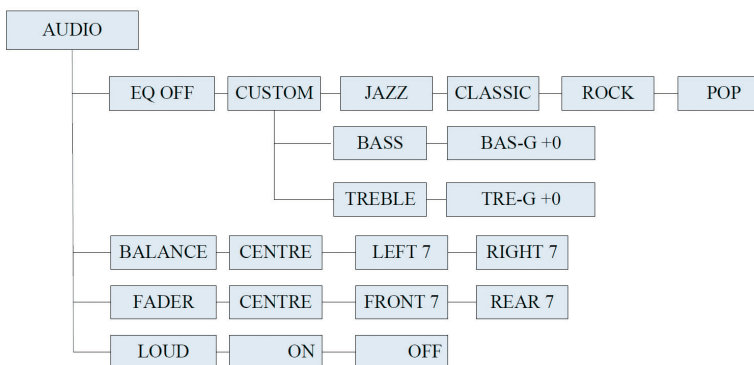 AUDIO
EQ OFF CUSTOM JAZZ CLASSIC ROCK POP
BASS BAS-G +0
TREBLE TRE-G +0
BALANCE CENTRE LEFT 7 RIGHT 7
FADER CENTRE FRONT 7 REAR 7
LOUD ON OFF